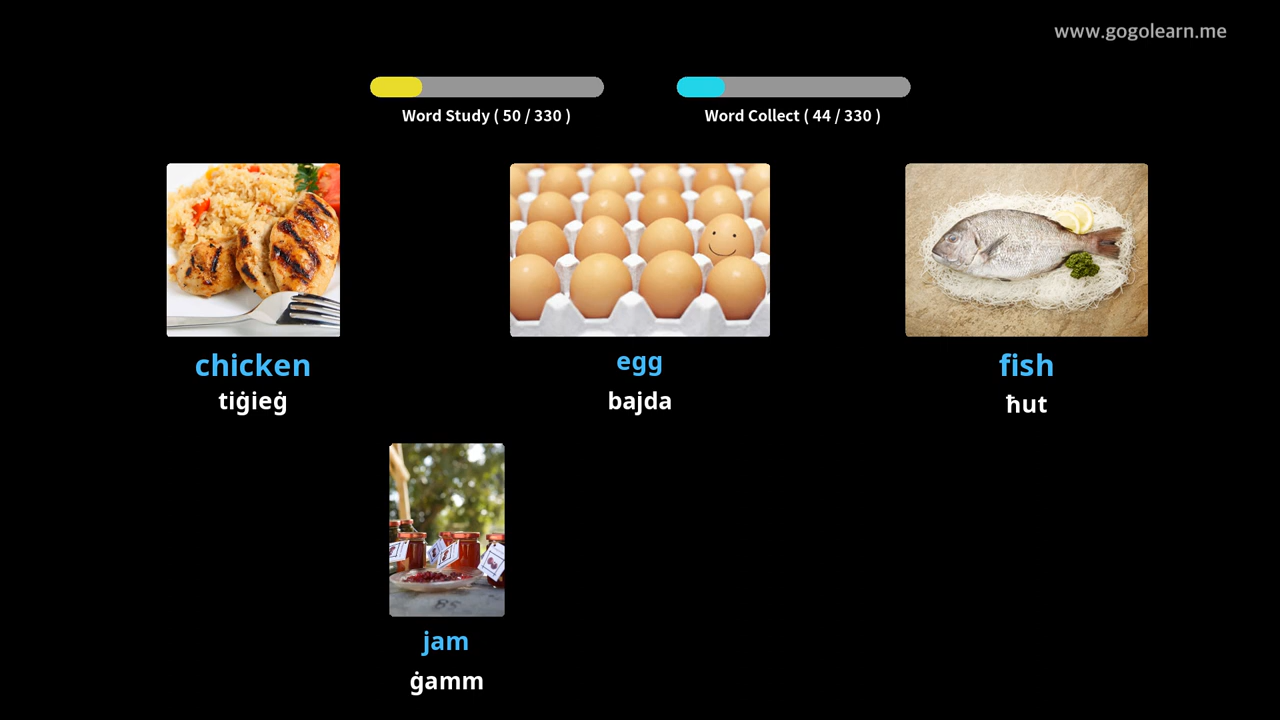 www.gogolearn.me
Word Study ( 50 / 330 )
Word Collect ( 44 / 330 )
chicken
tiġieġ
egg
bajda
fish
ħut
jam
ġamm